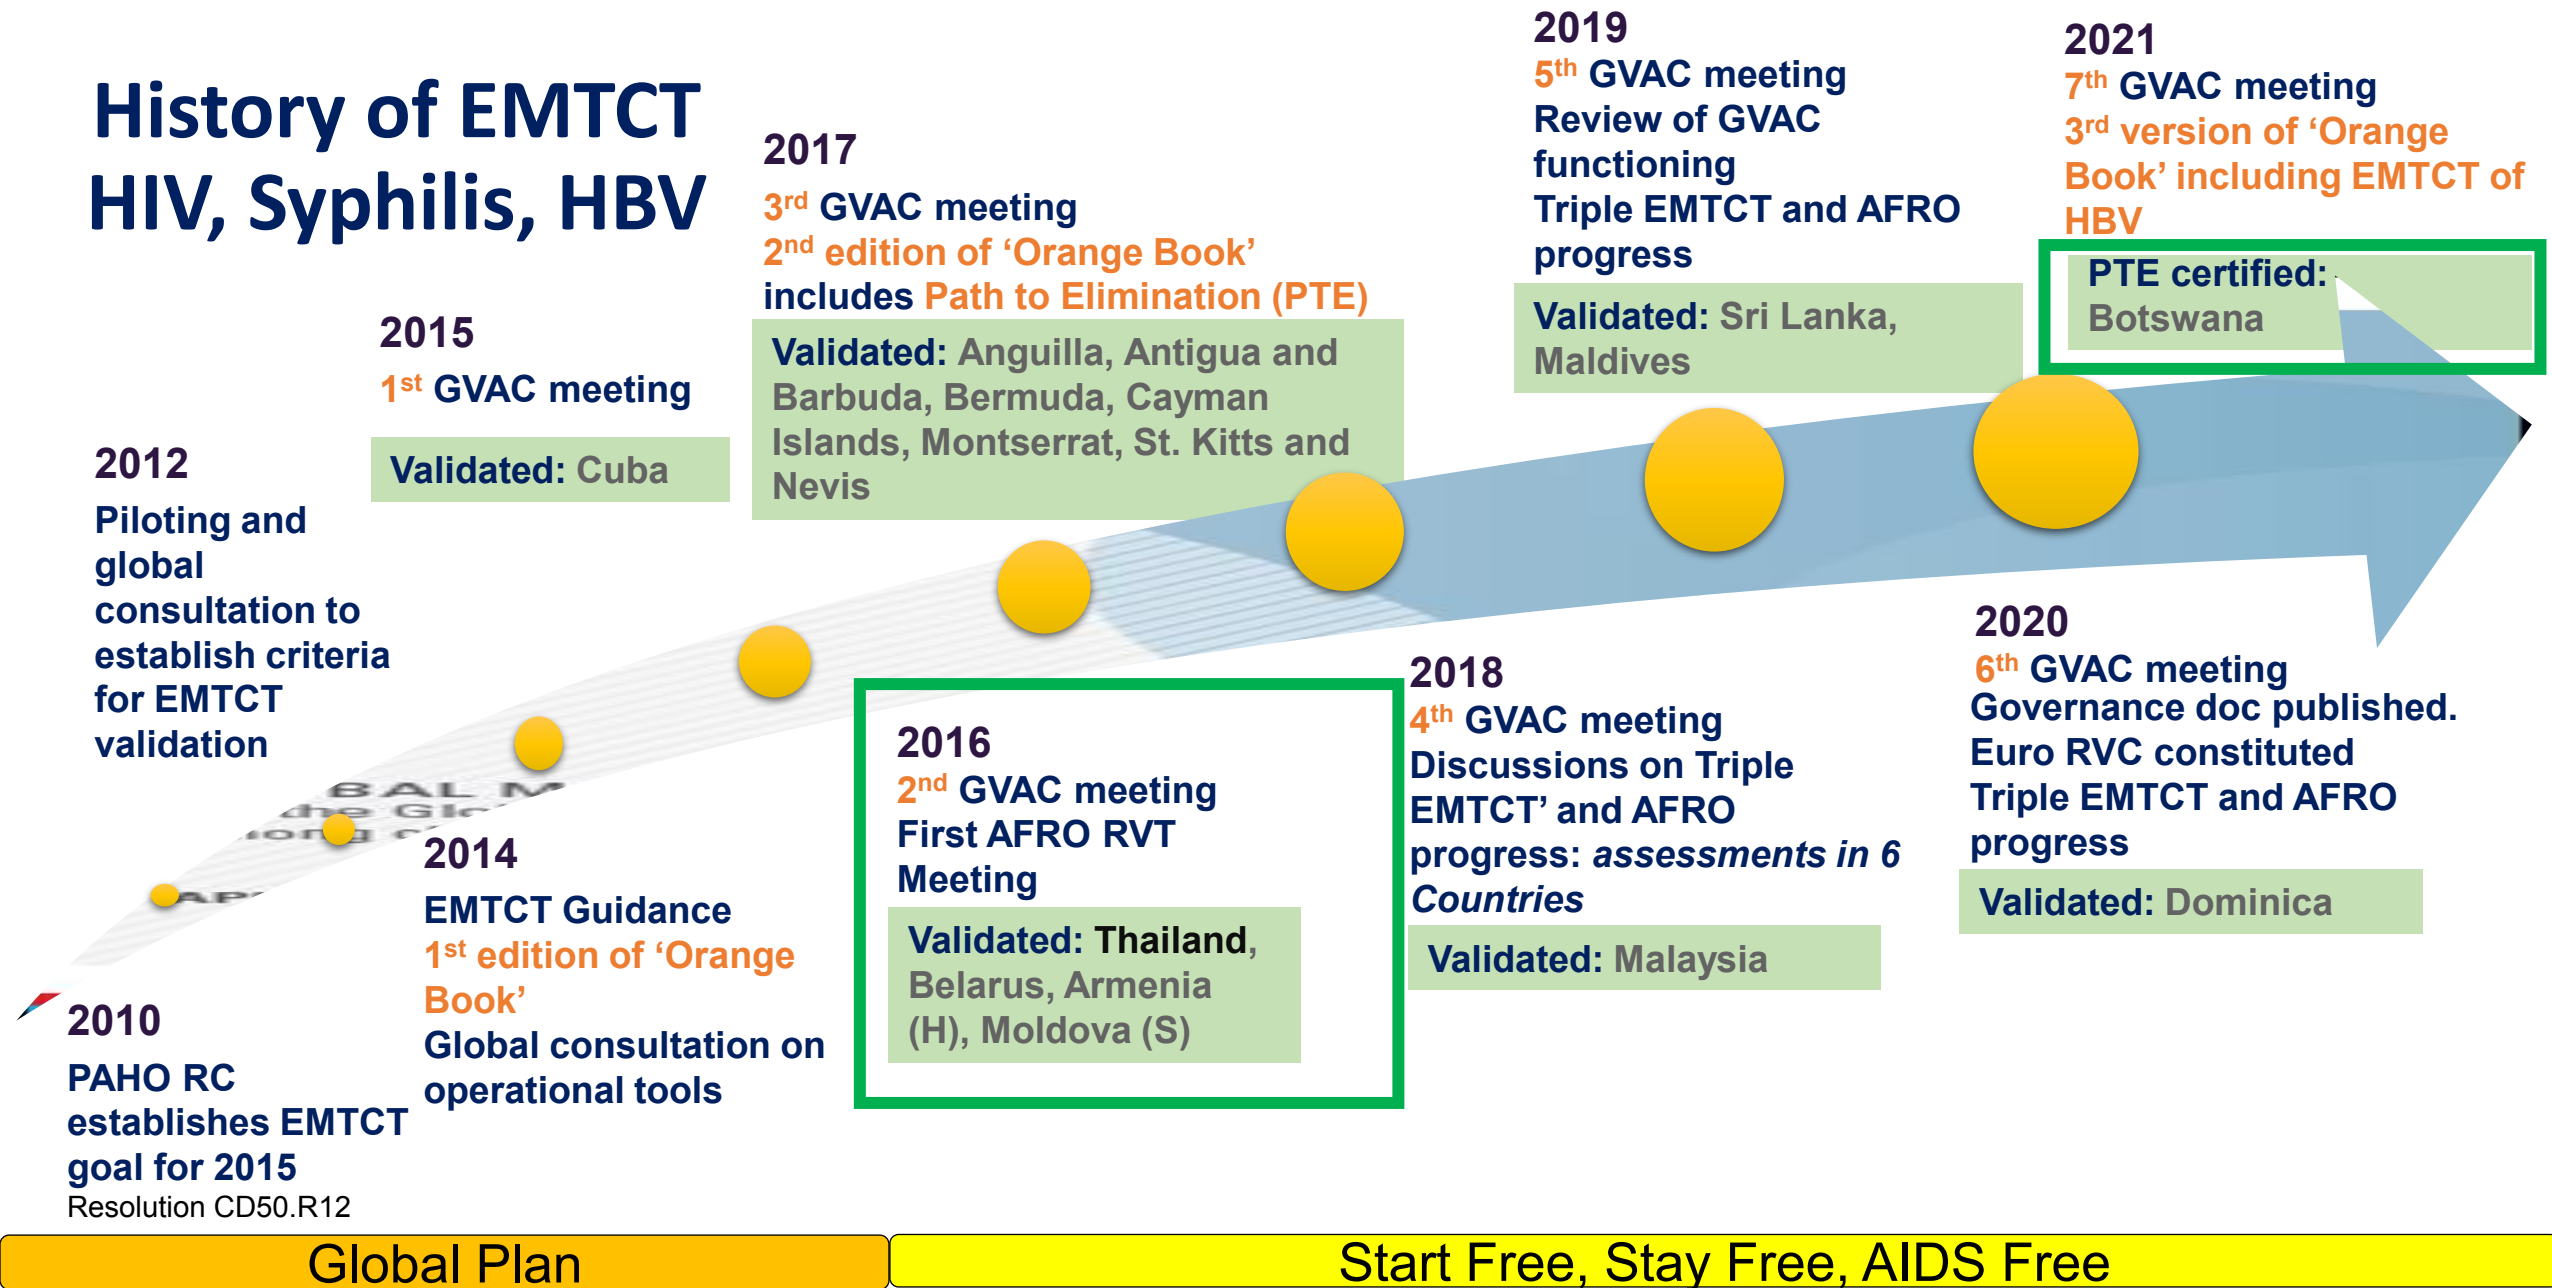 History of EMTCT
HIV, Syphilis, HBV
2010
PAHO RC
establishes EMTCT
goal for 2015
Resolution CD50.R12
2012
Piloting and
global
consultation to
establish criteria
for EMTCT
validation
2014
EMTCT Guidance
1st edition of ‘Orange
Book’
Global consultation on
operational tools
2015
1st GVAC meeting
Validated: Cuba
2016
2nd GVAC meeting
First AFRO RVT
Meeting
Validated: Thailand,
Belarus, Armenia
(H), Moldova (S)
2017
3rd GVAC meeting
2nd edition of ‘Orange Book’
includes Path to Elimination (PTE)
Validated: Anguilla, Antigua and
Barbuda, Bermuda, Cayman
Islands, Montserrat, St. Kitts and
Nevis
2018
4th GVAC meeting
Discussions on Triple
EMTCT’ and AFRO
progress: assessments in 6
Countries
Validated: Malaysia
2019
5th GVAC meeting
Review of GVAC
functioning
Triple EMTCT and AFRO
progress
Validated: Sri Lanka,
Maldives
2020
6th GVAC meeting
Governance doc published.
Euro RVC constituted
Triple EMTCT and AFRO
progress
Validated: Dominica
2021
7th GVAC meeting
3rd version of ‘Orange
Book’ including EMTCT of
HBV
PTE certified:
Botswana
Global Plan
Start Free, Stay Free, AIDS Free